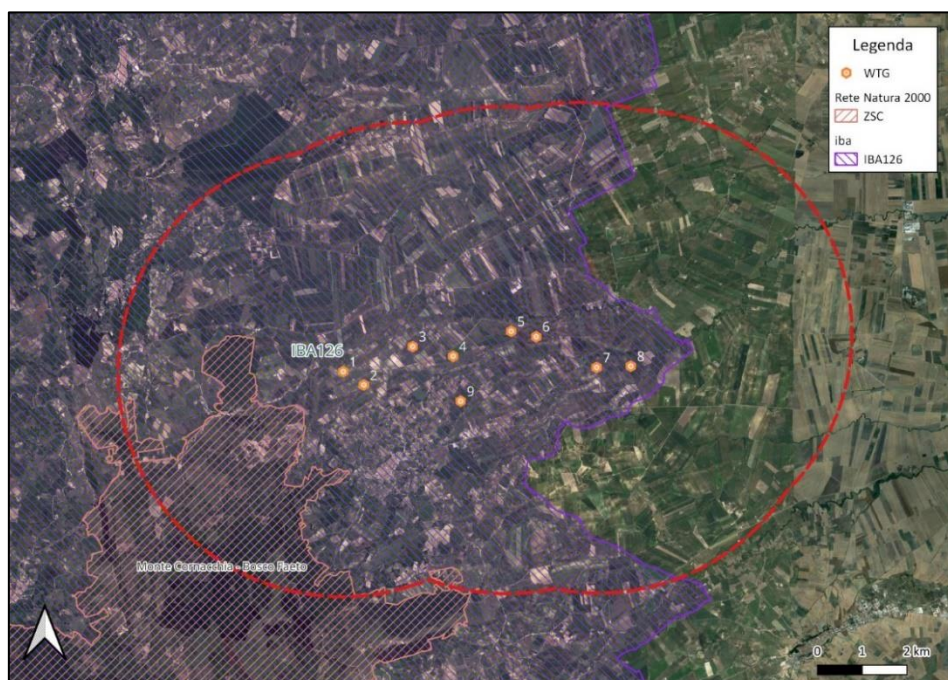 Legenda
WTG
Rete Natura 2000
ZSC
iba
IBA126
IBA126
1
2
3
4
5
6
7
8
9
Monte Cornacchia - Bosco Faeto
0 1 2 km